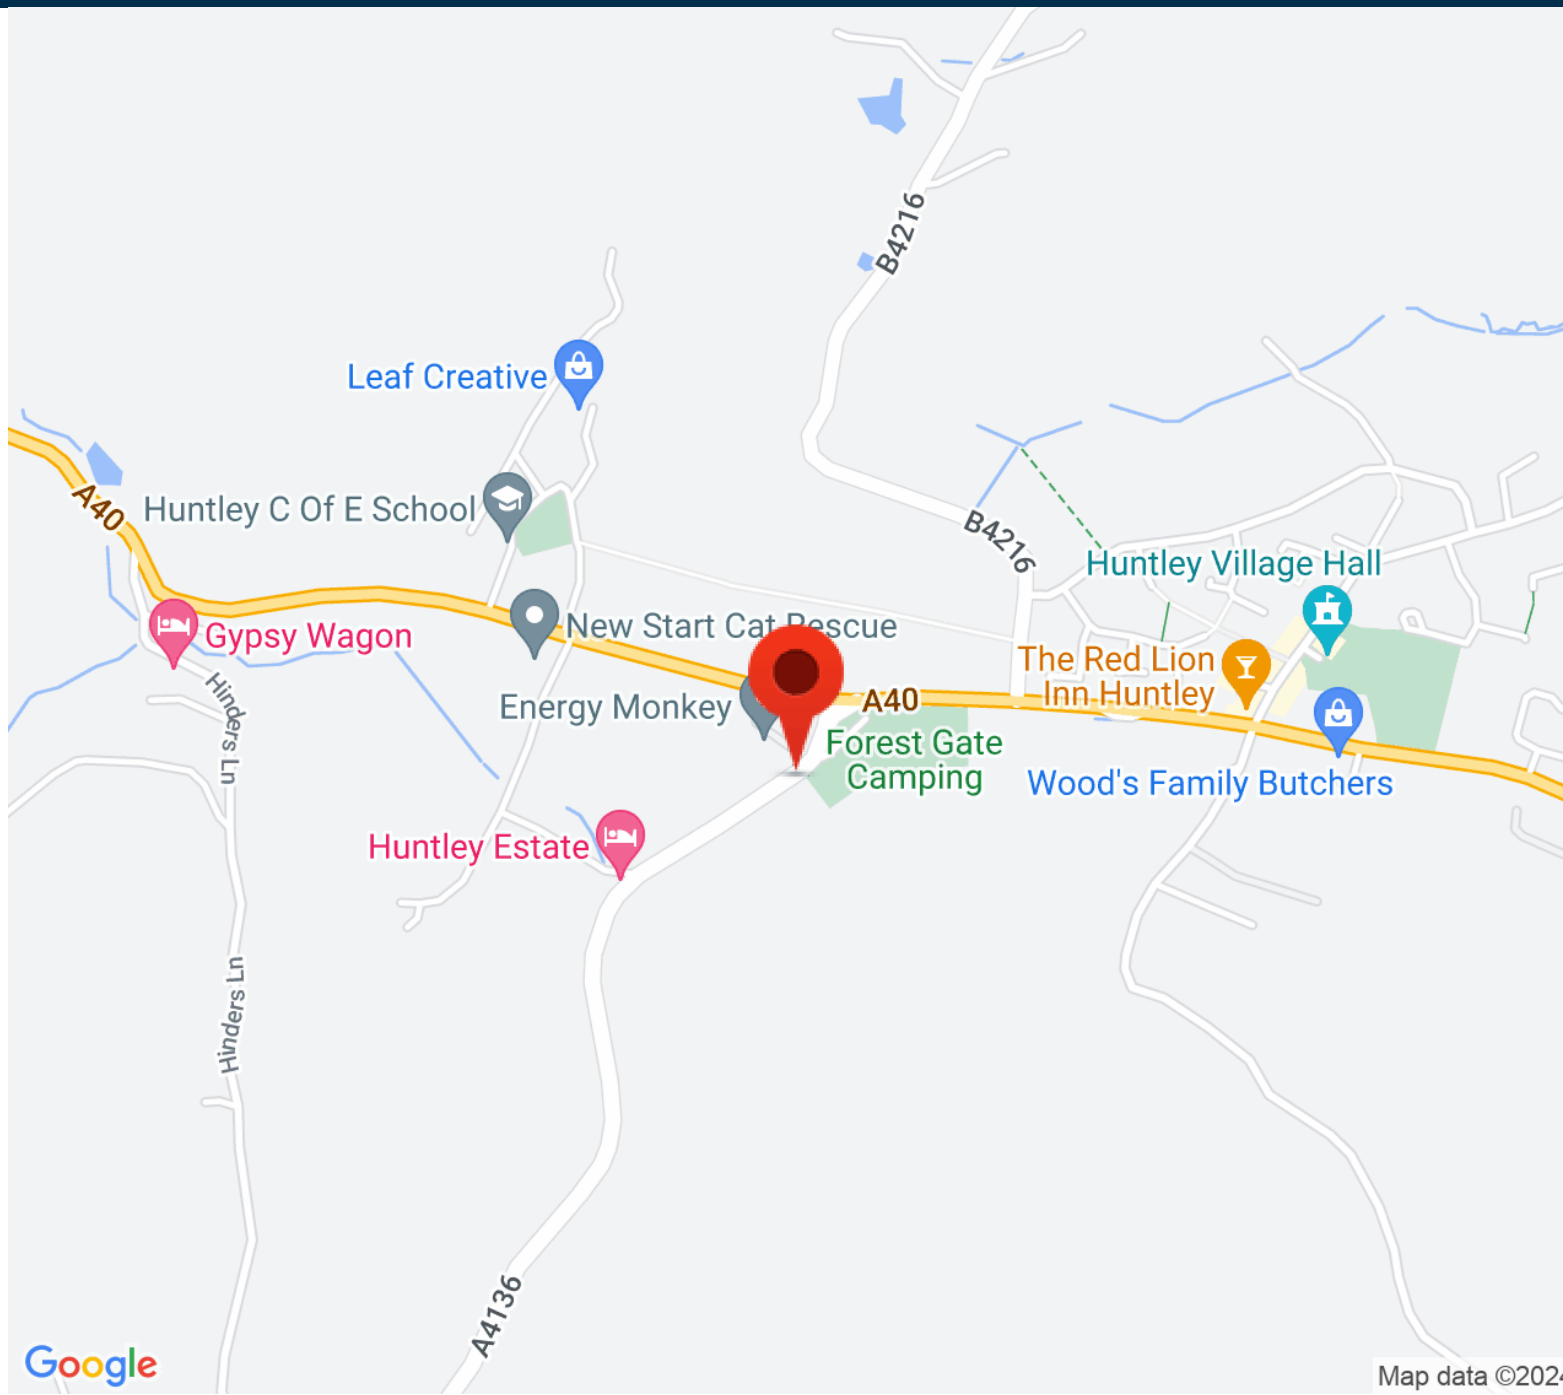 B4216
Leaf Creative
A40
Huntley C Of E School
B4216
Huntley Village Hall
Gypsy Wagon
New Start Cat Rescue
The Red Lion
Inn Huntley
Hinders Ln
Energy Monkey
A40
Forest Gate
Camping
Wood's Family Butchers
Huntley Estate
Hinders Ln
A4136
Google
Map data ©2024